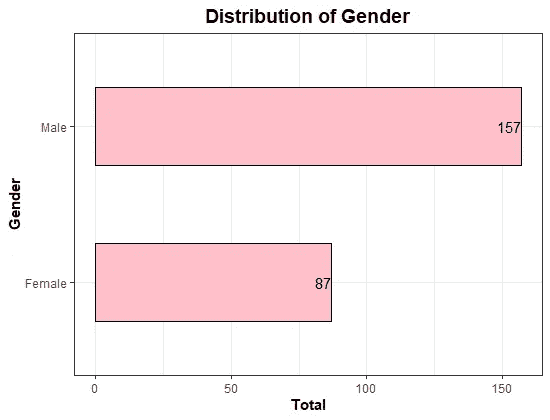 Distribution of Gender
Male
157
Gender
Female
87
0 50 100 150
Total